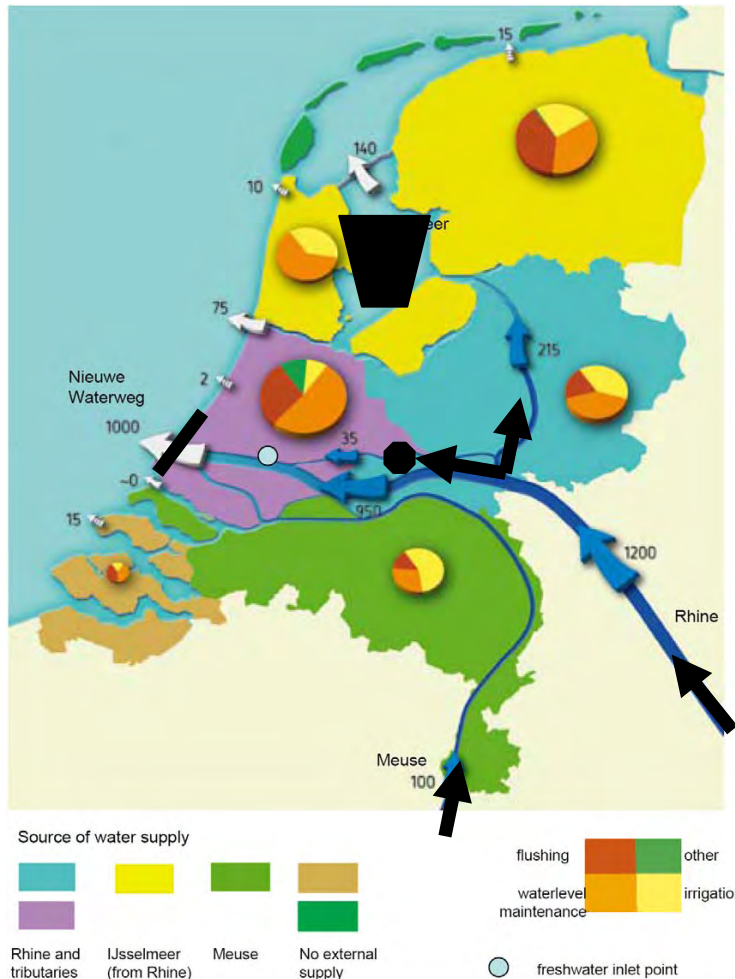 15
140
10
eer
75
215
Nieuwe
Waterweg
2
1000
35
~0
950
15
1200
Rhine
Meuse
100
Source of water supply
flushing
other
waterlevel
maintenance
irrigatio
Rhine and
tributaries
IJsselmeer
(from Rhine)
Meuse
No external
supply
freshwater inlet point